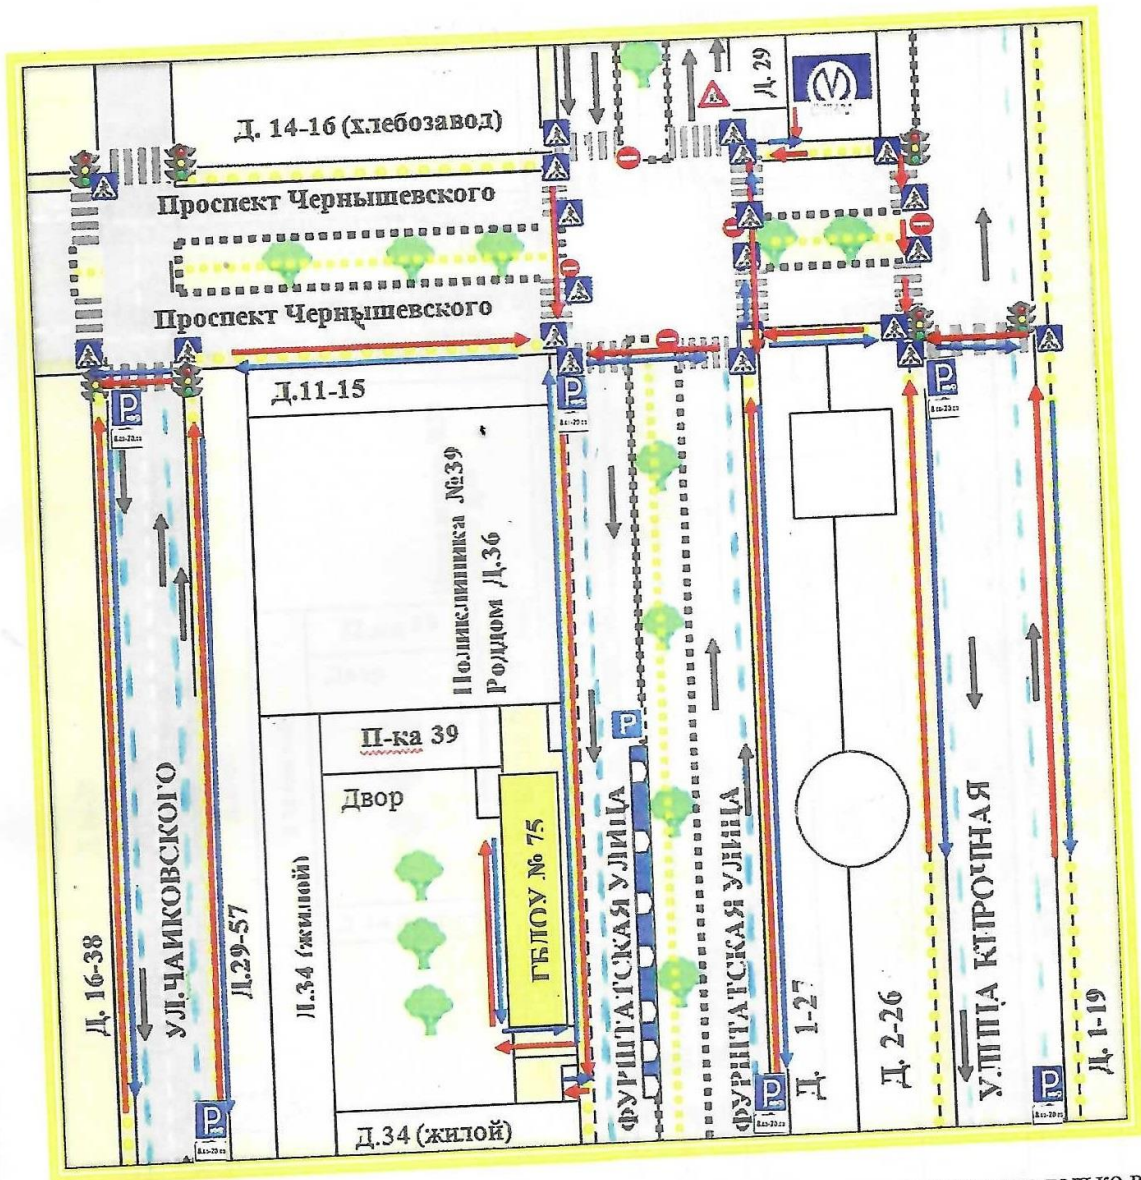 Д. 29
Д. 14-16 (хлебозавод)
Проспект Чернышевского
Проспект Чернышевского
Д.11-15
Поликлиника №39
Роддом Д.36
П-ка 39
Двор
ГБДОУ № 75
Д.34 (жилой)
Д.34 (жилой)
Д. 16-38
УЛ.ЧАЙКОВСКОГО
Д.29-57
ФУРШТАТСКАЯ УЛИЦА
ФУРШТАТСКАЯ УЛИЦА
Д. 1-27
Д. 2-26
УЛИЦА КИРОЧНАЯ
Д. 1-19
P
P
P
P
P
P
P
только в